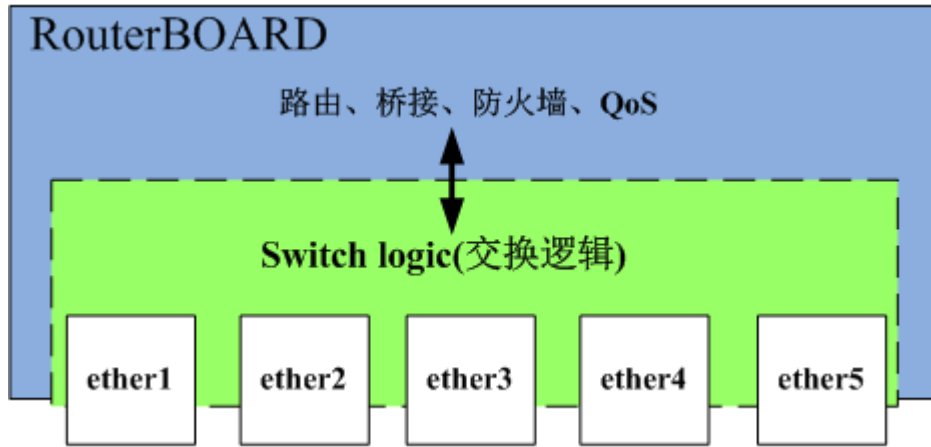 RouterBOARD
路由、桥接、防火墙、QoS
Switch logic(交换逻辑)
ether1
ether2
ether3
ether4
ether5